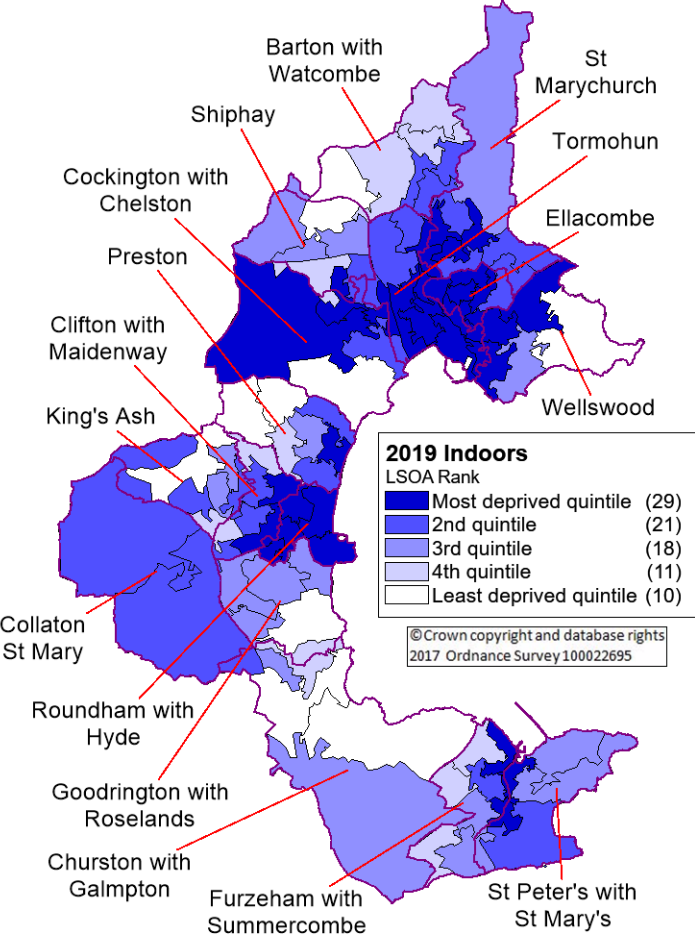 Barton with
Watcombe
St
Marychurch
Shiphay
Tormohun
Cockington with
Chelston
Ellacombe
Preston
Clifton with
Maidenway
Wellswood
King's Ash
2019 Indoors
LSOA Rank
Most deprived quintile (29)
2nd quintile (21)
3rd quintile (18)
4th quintile (11)
Least deprived quintile (10)
©Crown copyright and database rights
2017 Ordnance Survey 100022695
Collaton
St Mary
Roundham with
Hyde
Goodrington with
Roselands
Churston with
Galmpton
Furzeham with
Summercombe
St Peter's with
St Mary's